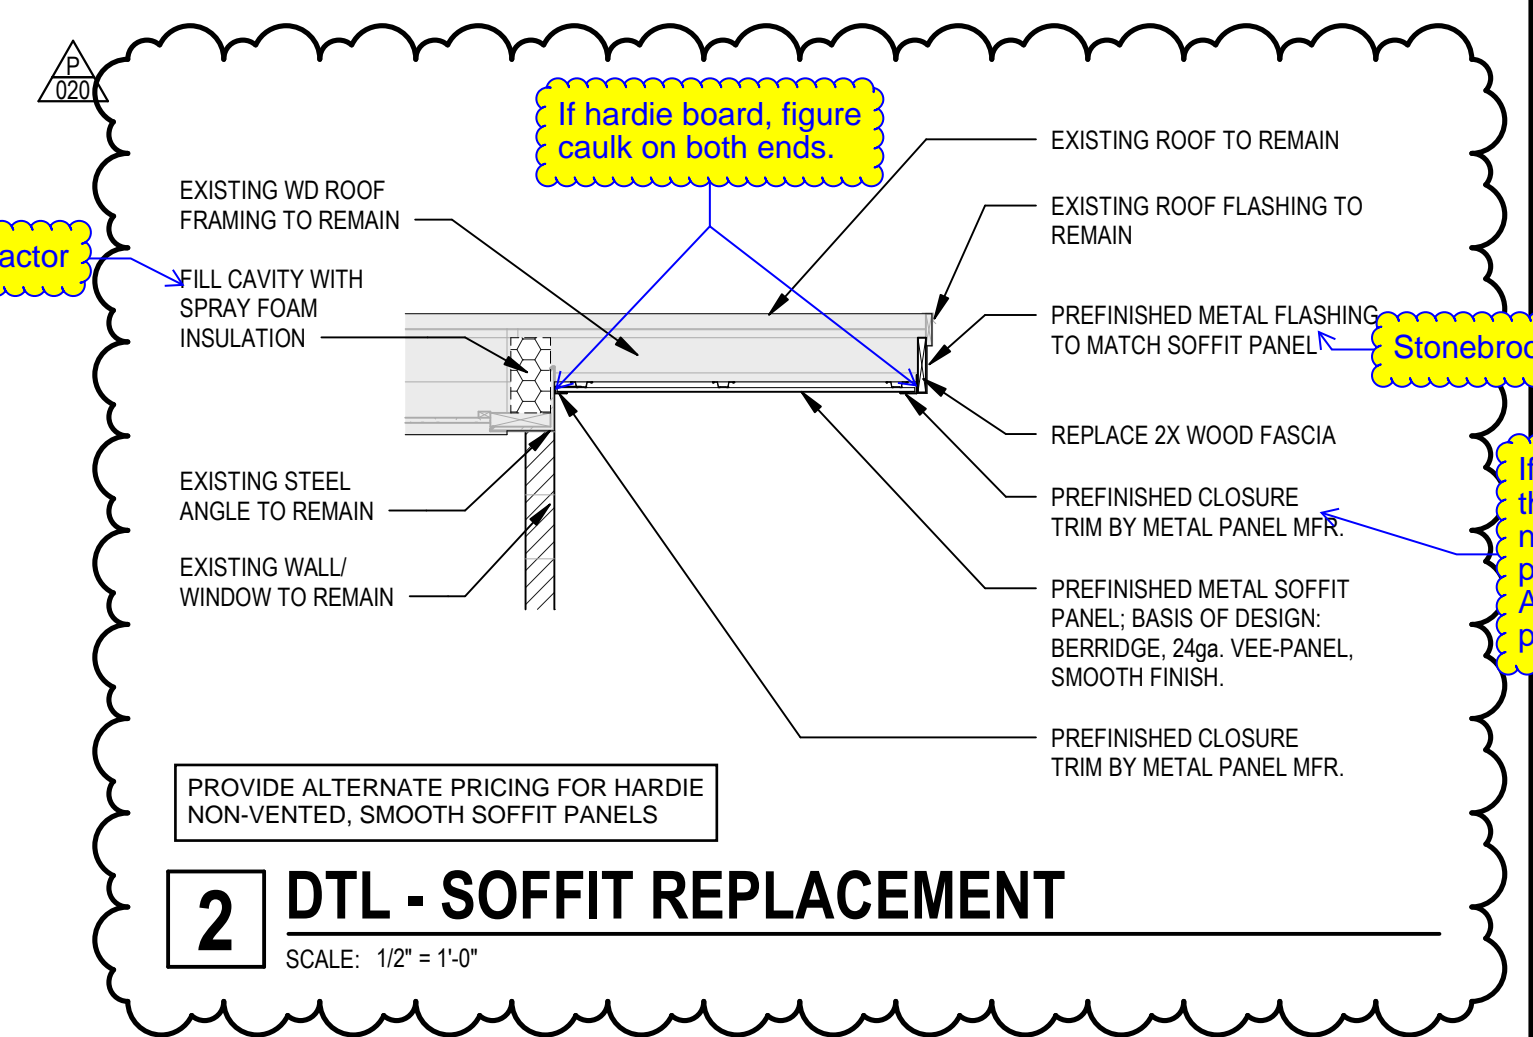 P
020
If hardie board, figure
caulk on both ends.
EXISTING WD ROOF
FRAMING TO REMAIN
FILL CAVITY WITH
SPRAY FOAM
INSULATION
EXISTING STEEL
ANGLE TO REMAIN
EXISTING WALL/
WINDOW TO REMAIN
EXISTING ROOF TO REMAIN
EXISTING ROOF FLASHING TO
REMAIN
PREFINISHED METAL FLASHING
TO MATCH SOFFIT PANEL
REPLACE 2X WOOD FASCIA
PREFINISHED CLOSURE
TRIM BY METAL PANEL MFR.
If
PREFINISHED METAL SOFFIT
PANEL; BASIS OF DESIGN:
BERRIDGE, 24ga. VEE-PANEL,
SMOOTH FINISH.
PREFINISHED CLOSURE
TRIM BY METAL PANEL MFR.
PROVIDE ALTERNATE PRICING FOR HARDIE
NON-VENTED, SMOOTH SOFFIT PANELS
2
DTL - SOFFIT REPLACEMENT
SCALE: 1/2" = 1'-0"